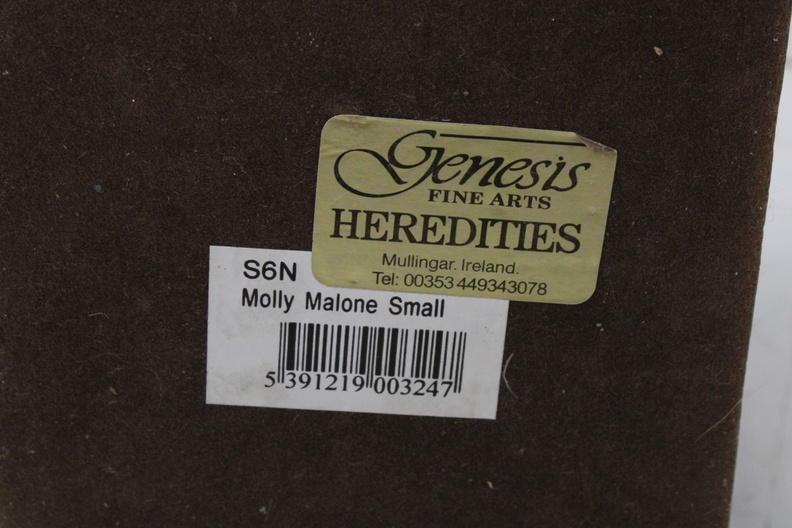 Genesis
FINE ARTS
HEREDITIES
Mullingar. Ireland.
Tel: 00353 449343078
S6N
Molly Malone Small
5 391219 003247